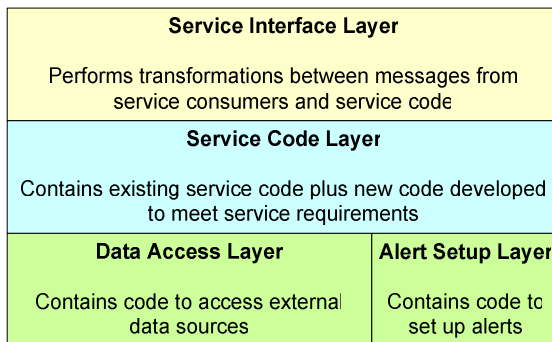 Service Interface Layer
Performs transformations between messages from
service consumers and service code
Service Code Layer
Contains existing service code plus new code developed
to meet service requirements
Data Access Layer
Contains code to access external
data sources
Alert Setup Layer
Contains code to
set up alerts